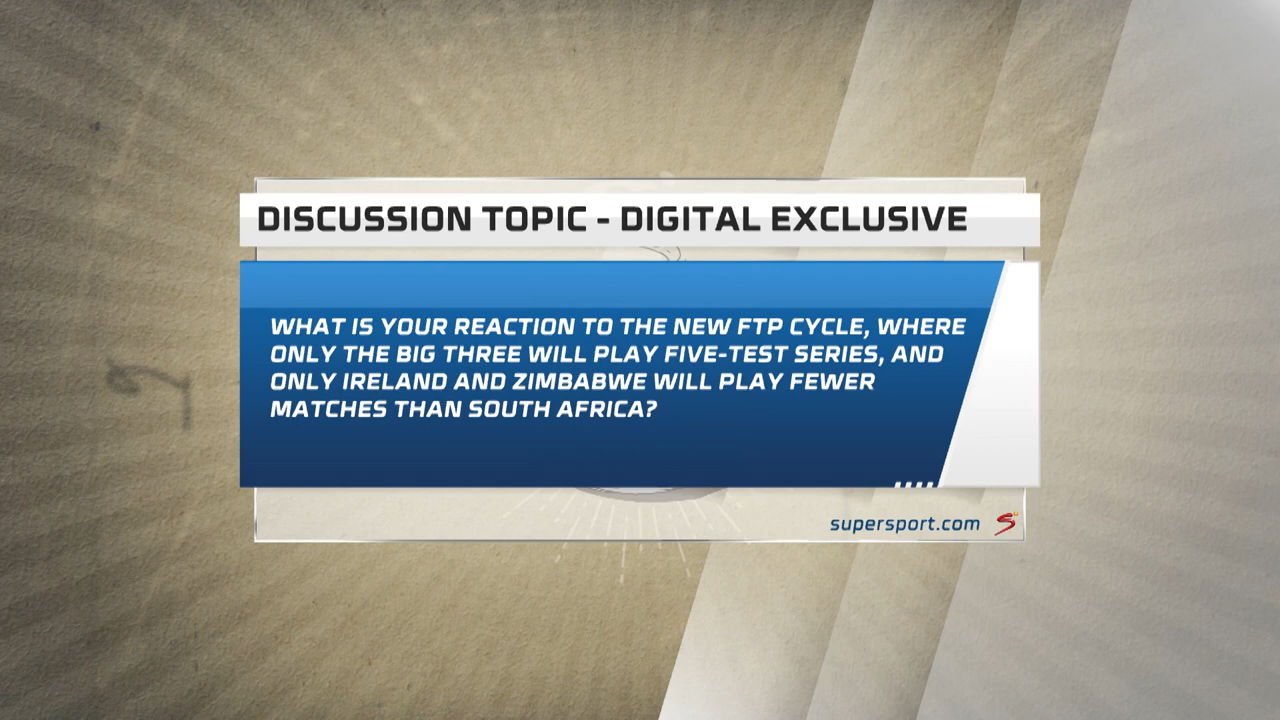 DISCUSSION TOPIC - DIGITAL EXCLUSIVE
WHAT IS YOUR REACTION TO THE NEW FTP CYCLE, WHERE
ONLY THE BIG THREE WILL PLAY FIVE-TEST SERIES, AND
ONLY IRELAND AND ZIMBABWE WILL PLAY FEWER
MATCHES THAN SOUTH AFRICA?
supersport.com